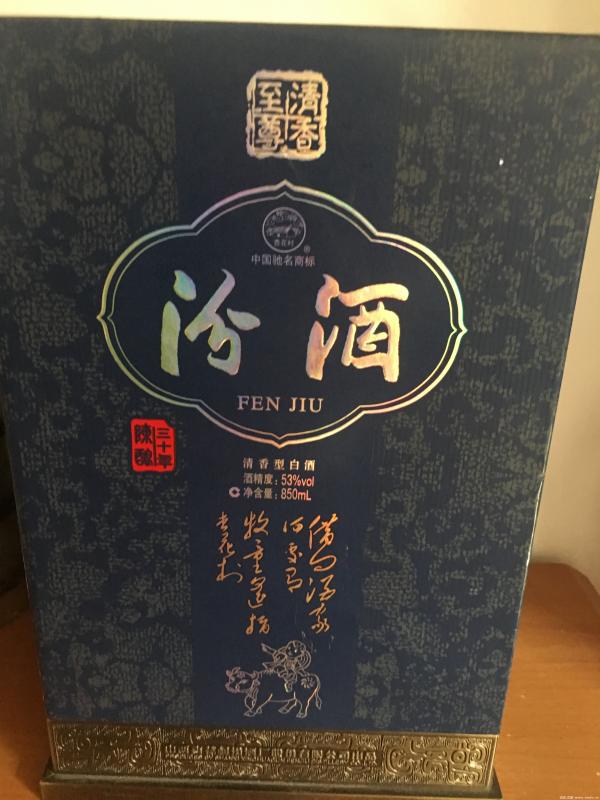 清香至尊
杏花村
®
中国驰名商标
汾酒
FEN JIU
三十年陳釀
清香型白酒
酒精度：53%vol
C 净含量：850mL
借问酒家
何处有
牧童遥指
杏花村